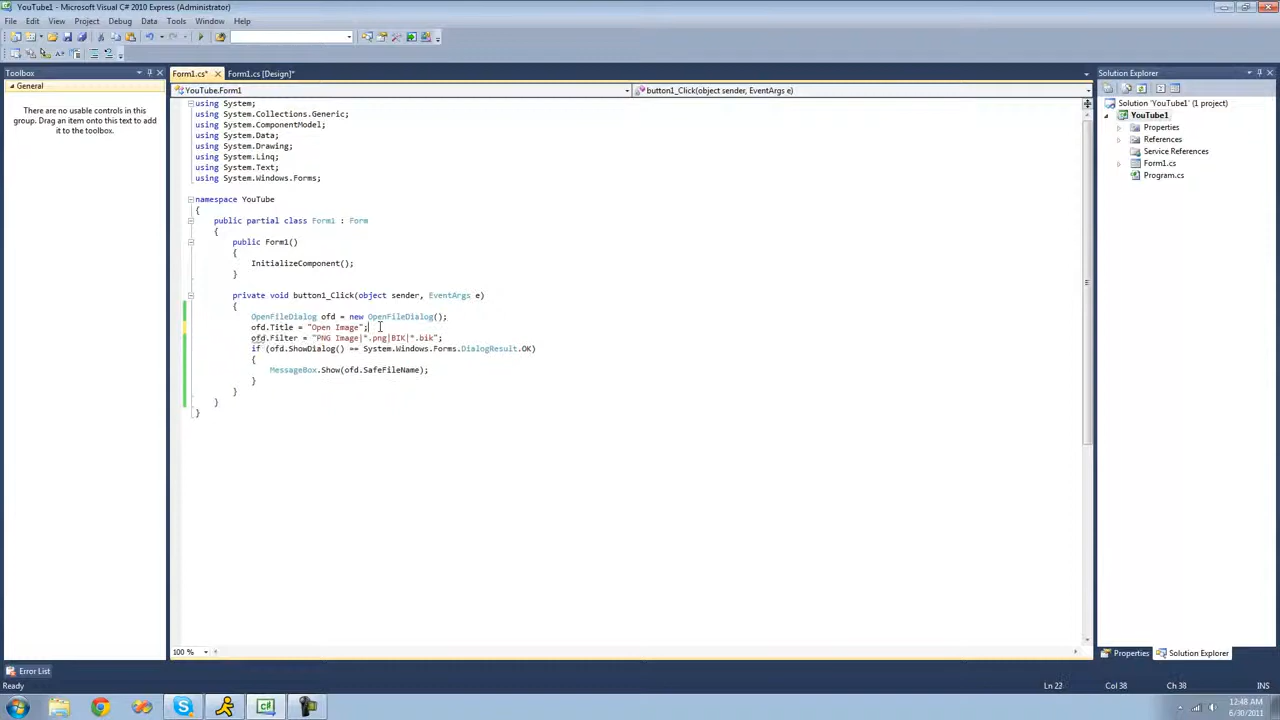 YouTube1 - Microsoft Visual C# 2010 Express (Administrator)
File Edit View Project Debug Data Tools Window Help
Toolbox
General
There are no usable controls in this
group. Drag an item onto this text to add
it to the toolbox.
Form1.cs* Form1.cs [Design]*
YouTube.Form1 button1_Click(object sender, EventArgs e)
using System;
using System.Collections.Generic;
using System.ComponentModel;
using System.Data;
using System.Drawing;
using System.Linq;
using System.Text;
using System.Windows.Forms;
namespace YouTube
{
public partial class Form1 : Form
{
public Form1()
{
InitializeComponent();
}
private void button1_Click(object sender, EventArgs e)
{
OpenFileDialog ofd = new OpenFileDialog();
ofd.Title = "Open Image";
ofd.Filter = "PNG Image|*.png|BIK|*.bik";
if (ofd.ShowDialog() == System.Windows.Forms.DialogResult.OK)
{
MessageBox.Show(ofd.SafeFileName);
}
}
}
}
100 %
Solution Explorer
Solution 'YouTube1' (1 project)
YouTube1
Properties
References
Service References
Form1.cs
Program.cs
Properties Solution Explorer
Error List
Ready Ln 23 Col 38 Ch 38 INS
12:48 AM
6/30/2011